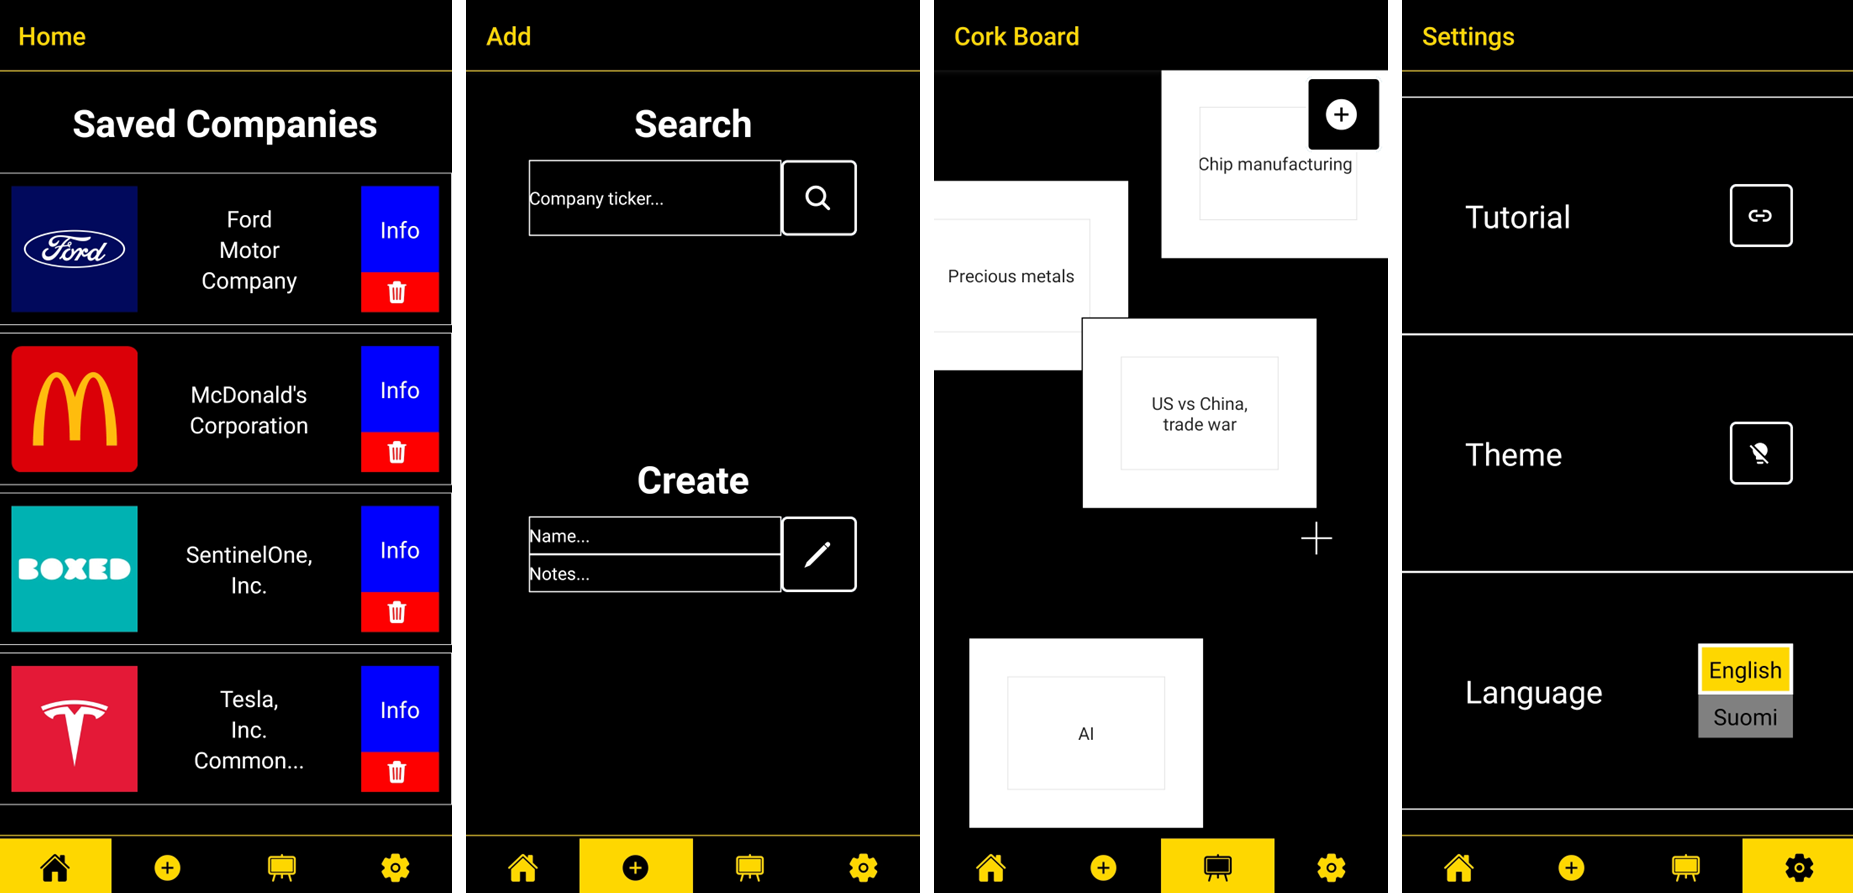 Home
Saved Companies
Ford
Ford
Motor
Company
Info
McDonald's
Corporation
Info
BOXED
SentinelOne,
Inc.
Info
Tesla,
Inc.
Common...
Info
Add
Search
Company ticker...
Create
Name...
Notes...
Cork Board
Chip manufacturing
Precious metals
US vs China,
trade war
AI
Settings
Tutorial
Theme
Language
English
Suomi